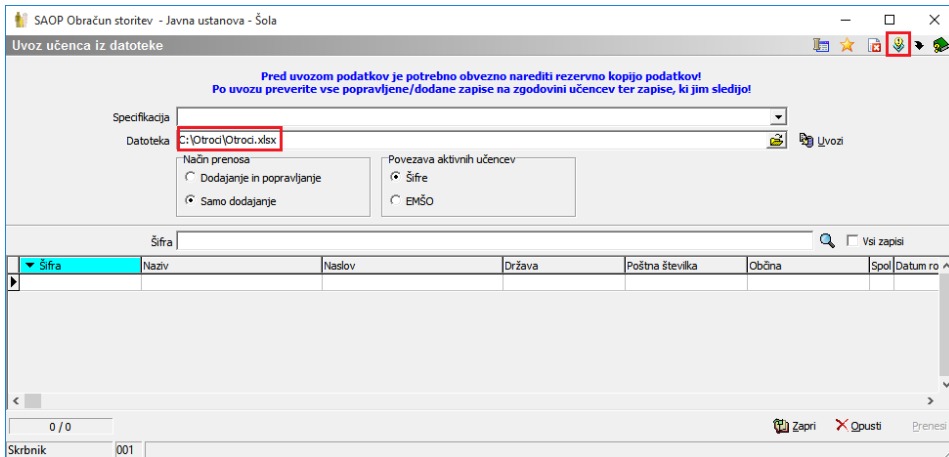 SAOP Obračun storitev - Javna ustanova - Šola
Uvoz učenca iz datoteke
Pred uvozom podatkov je potrebno obvezno narediti rezervno kopijo podatkov!
Po uvozu preverite vse popravljene/dodane zapise na zgodovini učencev ter zapise, ki jim sledijo!
Specifikacija
Datoteka C:\Otroci\Otroci.xlsx Uvozi
Način prenosa Povezava aktivnih učencev
Dodajanje in popravljanje Šifre
Samo dodajanje EMŠO
Šifra Vsi zapisi
Šifra Naziv Naslov Država Poštna številka Občina Spol Datum ro
0 / 0 Zapri Opusti Prenesi
Skrbnik 001